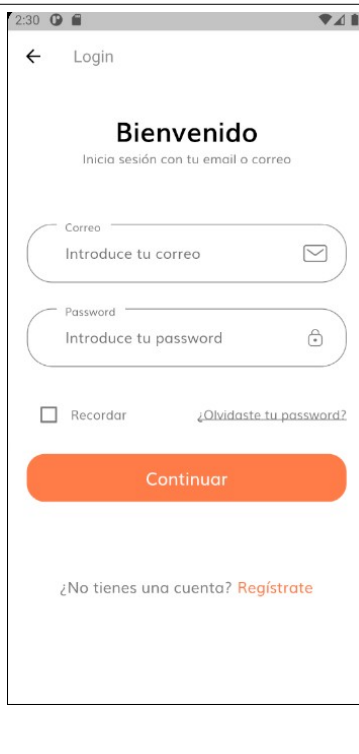 2:30
Login
Bienvenido
Inicia sesión con tu email o correo
Correo
Introduce tu correo
Password
Introduce tu password
Recordar ¿Olvidaste tu password?
Continuar
¿No tienes una cuenta? Regístrate